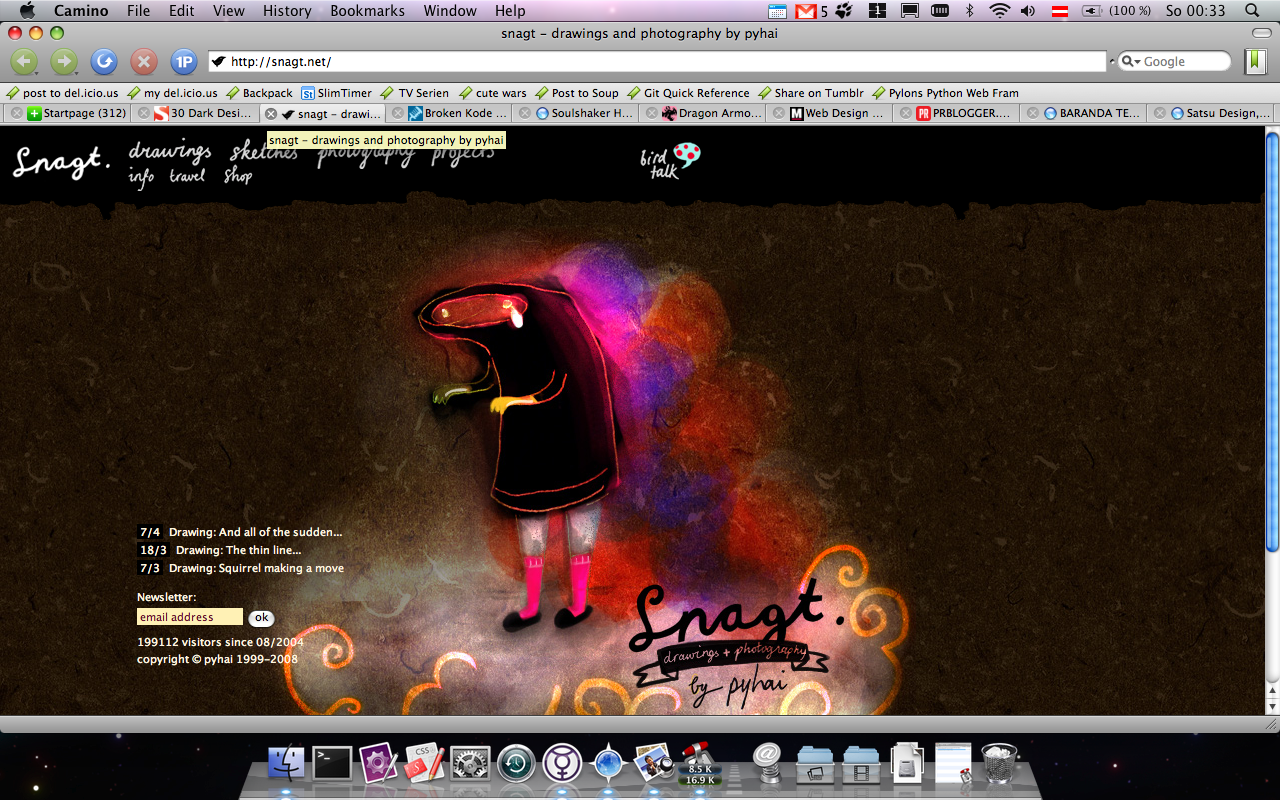 Camino File Edit View History Bookmarks Window Help 5 1 (100 %) So 00:33
snagt – drawings and photography by pyhai
1P http://snagt.net/ Google
post to del.icio.us my del.icio.us Backpack St SlimTimer TV Serien cute wars Post to Soup Git Quick Reference Share on Tumblr Pylons Python Web Fram
Startpage (312) S 30 Dark Desi... snagt – drawi... Broken Kode ... Soulshaker H... Dragon Armo... M Web Design ... PR PRBLOGGER.... BARANDA TE... Satsu Design,...
snagt – drawings and photography by pyhai
Snagt. drawings sketches photography projects
info travel shop
bird
talk
7/4 Drawing: And all of the sudden...
18/3 Drawing: The thin line...
7/3 Drawing: Squirrel making a move
Newsletter:
email address ok
199112 visitors since 08/2004
copyright © pyhai 1999–2008
Snagt.
drawings + photography
by pyhai
CSS
S
8.5 K
16.9 K
@